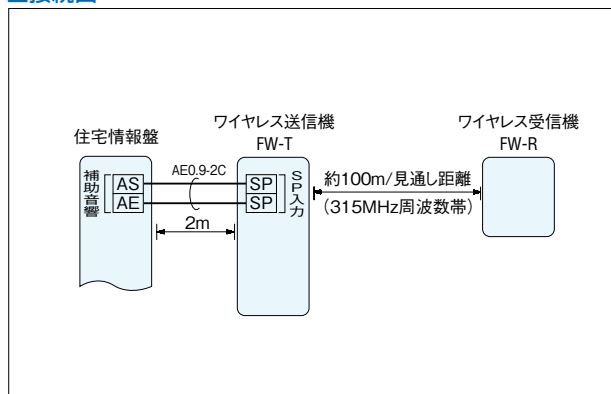 住宅情報盤
補助音響
AS
AE
AE0.9-2C
2m
ワイヤレス送信機
FW-T
SP
SP
SP入力
約100m/見通し距離
（315MHz周波数帯）
ワイヤレス受信機
FW-R